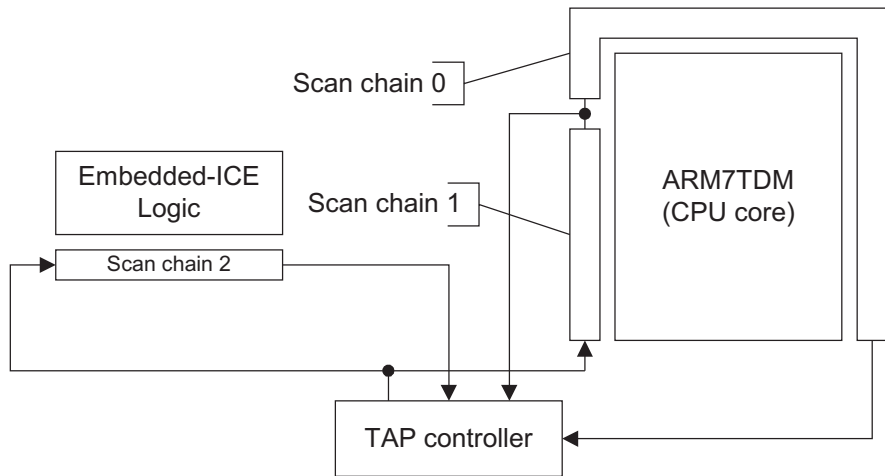 Scan chain 0
Embedded-ICE
Logic
Scan chain 1
ARM7TDM
(CPU core)
Scan chain 2
TAP controller